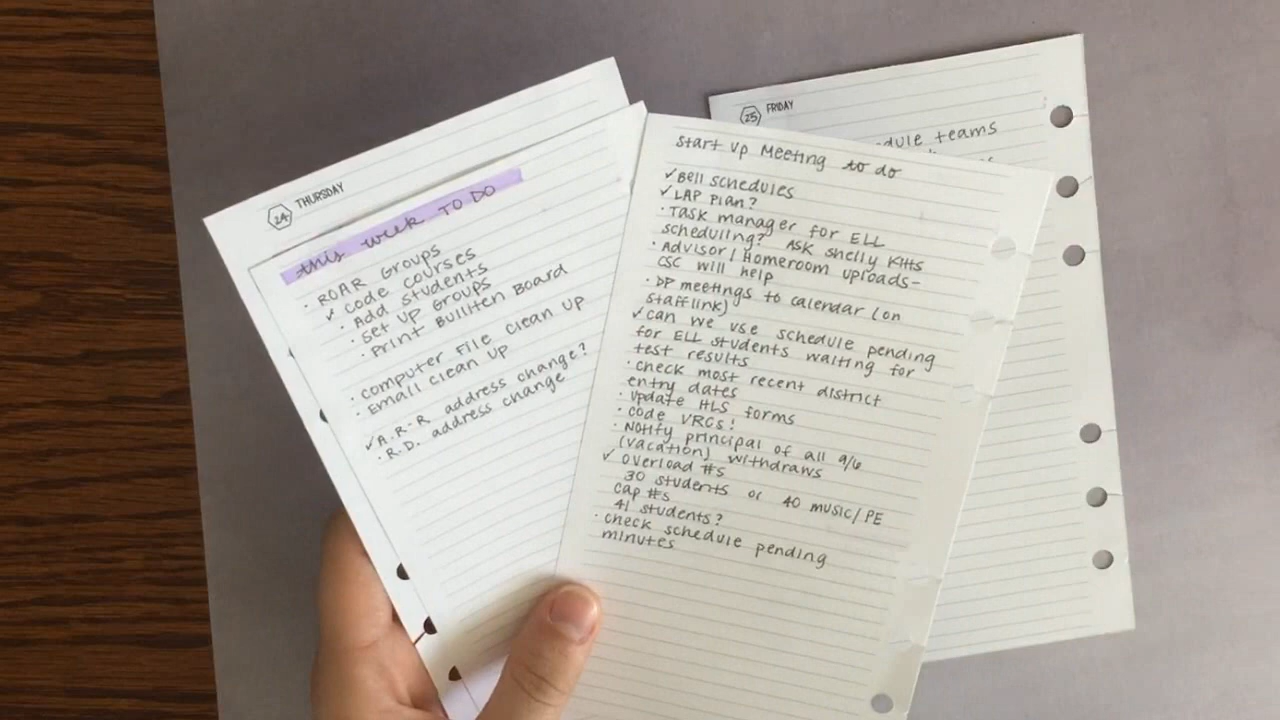 24 THURSDAY
this week TO DO
· ROAR Groups
✓ code courses
· Add students
· set up Groups
· Print Bulliten Board
· computer File clean up
· Email clean up
✓ A.R-R address change?
· R.D. address change
Start Up Meeting to do
✓ Bell schedules
✓ LAP Plan?
· Task manager for ELL
scheduling? Ask Shelly Kitts
· Advisor/Homeroom uploads-
CSC will help
· DP meetings to calendar (on
stafflink)
✓ can we use schedule pending
for ELL students waiting for
test results
· check most recent district
entry dates
· Update HLS forms
· code VRCs!
· Notify principal of all 9/6
(vacation) withdraws
✓ overload #s
30 students or 40 music/PE
cap #s
41 students?
· check schedule pending
minutes
25 FRIDAY
dule teams